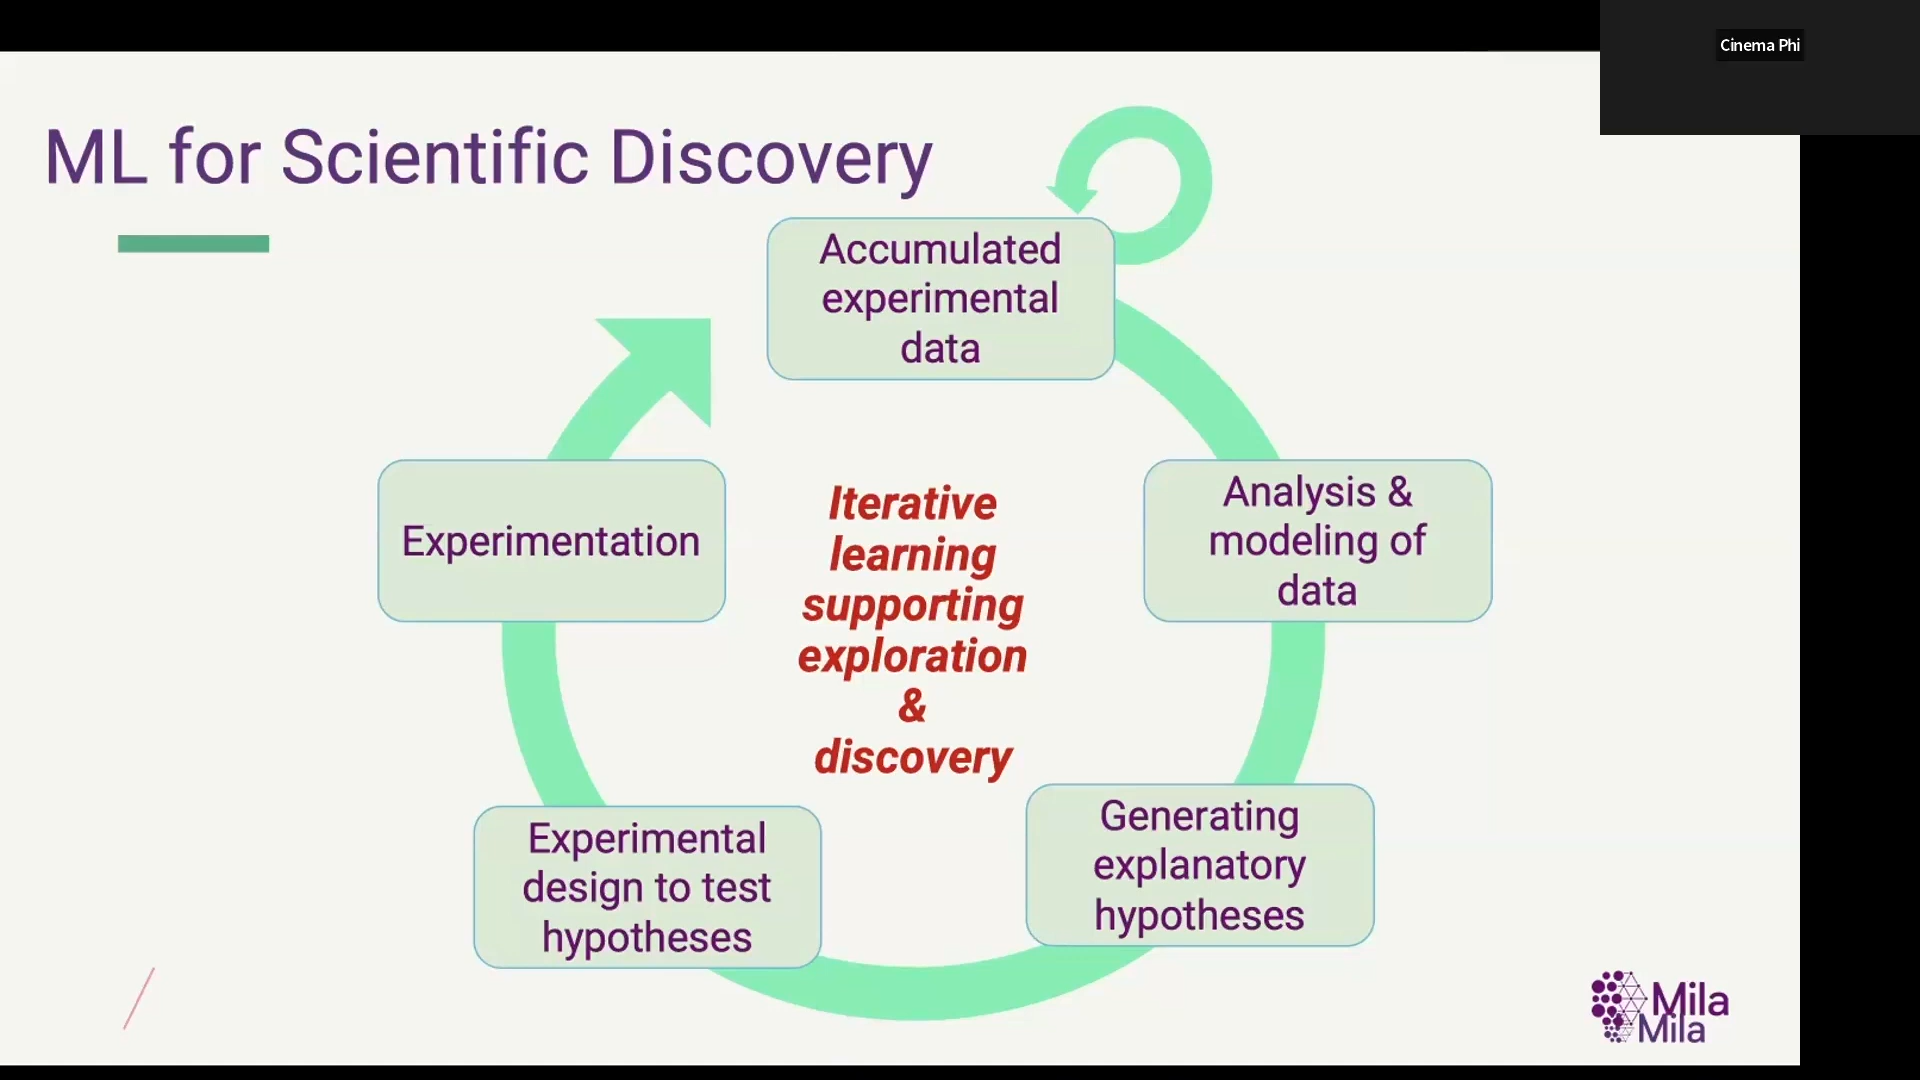 Cinema Phi
ML for Scientific Discovery
Accumulated
experimental
data
Analysis &
modeling of
data
Generating
explanatory
hypotheses
Experimental
design to test
hypotheses
Experimentation
Iterative
learning
supporting
exploration
&
discovery
Mila
Mila